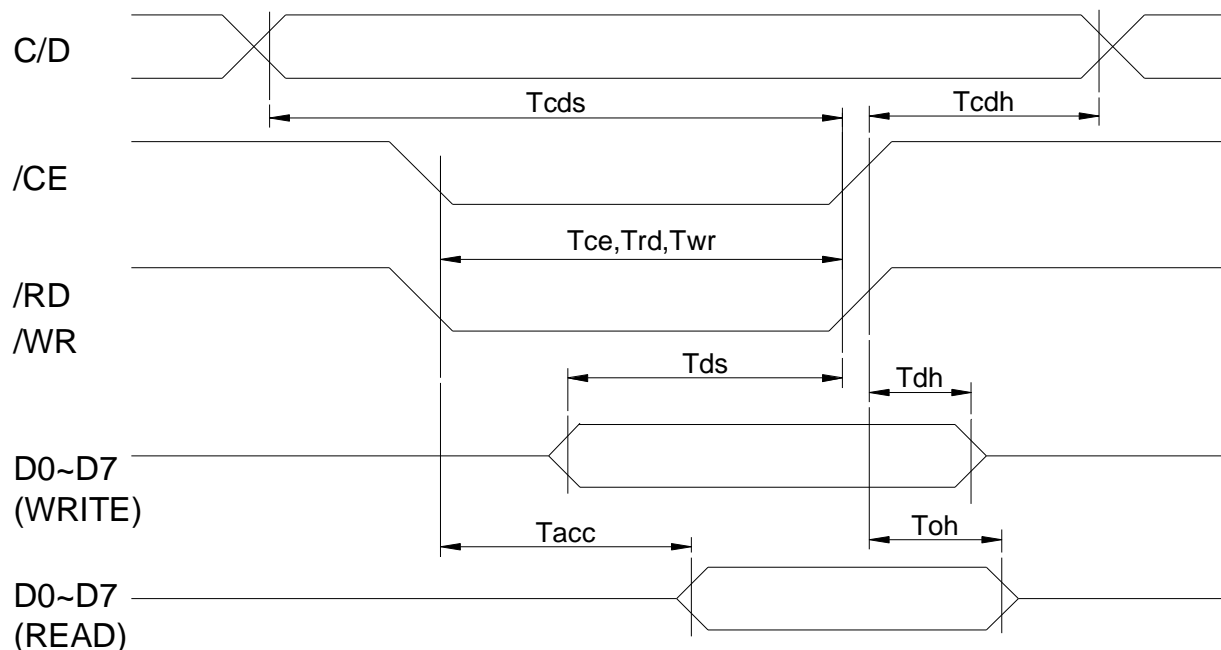 C/D
Tcds
Tcdh
/CE
Tce,Trd,Twr
/RD
/WR
Tds
Tdh
D0~D7
(WRITE)
Tacc
Toh
D0~D7
(READ)